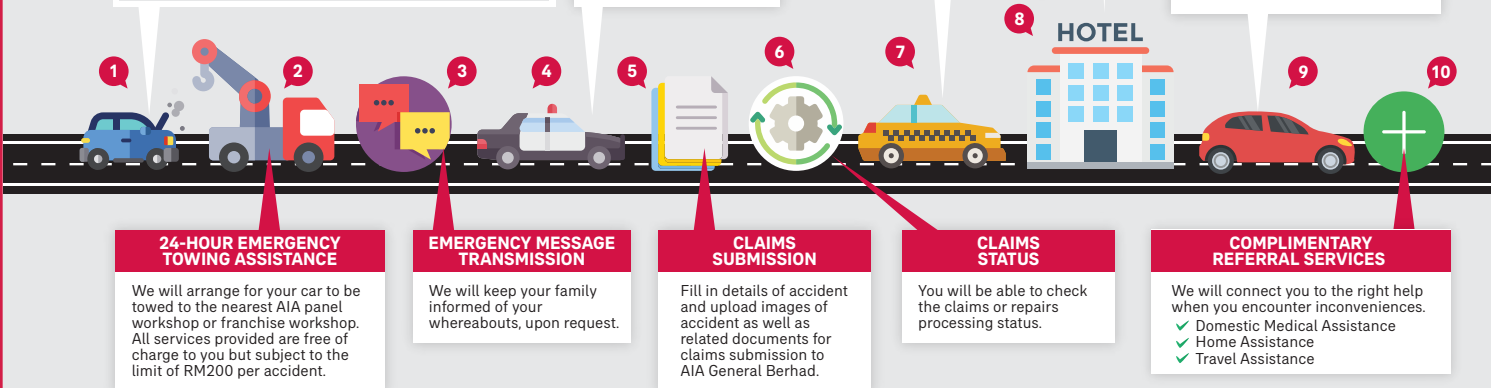 1
2
3
4
5
6
7
8
HOTEL
9
10
24-HOUR EMERGENCY
TOWING ASSISTANCE
We will arrange for your car to be
towed to the nearest AIA panel
workshop or franchise workshop.
All services provided are free of
charge to you but subject to the
limit of RM200 per accident.
EMERGENCY MESSAGE
TRANSMISSION
We will keep your family
informed of your
whereabouts, upon request.
CLAIMS
SUBMISSION
Fill in details of accident
and upload images of
accident as well as
related documents for
claims submission to
AIA General Berhad.
CLAIMS
STATUS
You will be able to check
the claims or repairs
processing status.
COMPLIMENTARY
REFERRAL SERVICES
We will connect you to the right help
when you encounter inconveniences.
Domestic Medical Assistance
Home Assistance
Travel Assistance